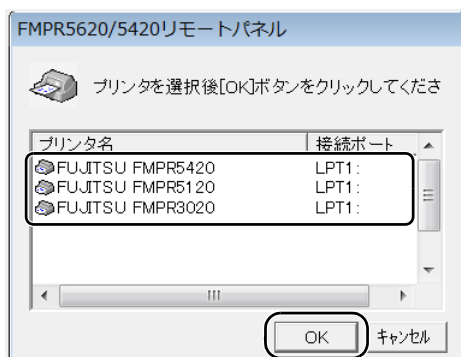 FMPR5620/5420リモートパネル
プリンタを選択後[OK]ボタンをクリックしてくださ
プリンタ名 接続ポート
FUJITSU FMPR5420 LPT1:
FUJITSU FMPR5120 LPT1:
FUJITSU FMPR3020 LPT1:
OK キャンセル